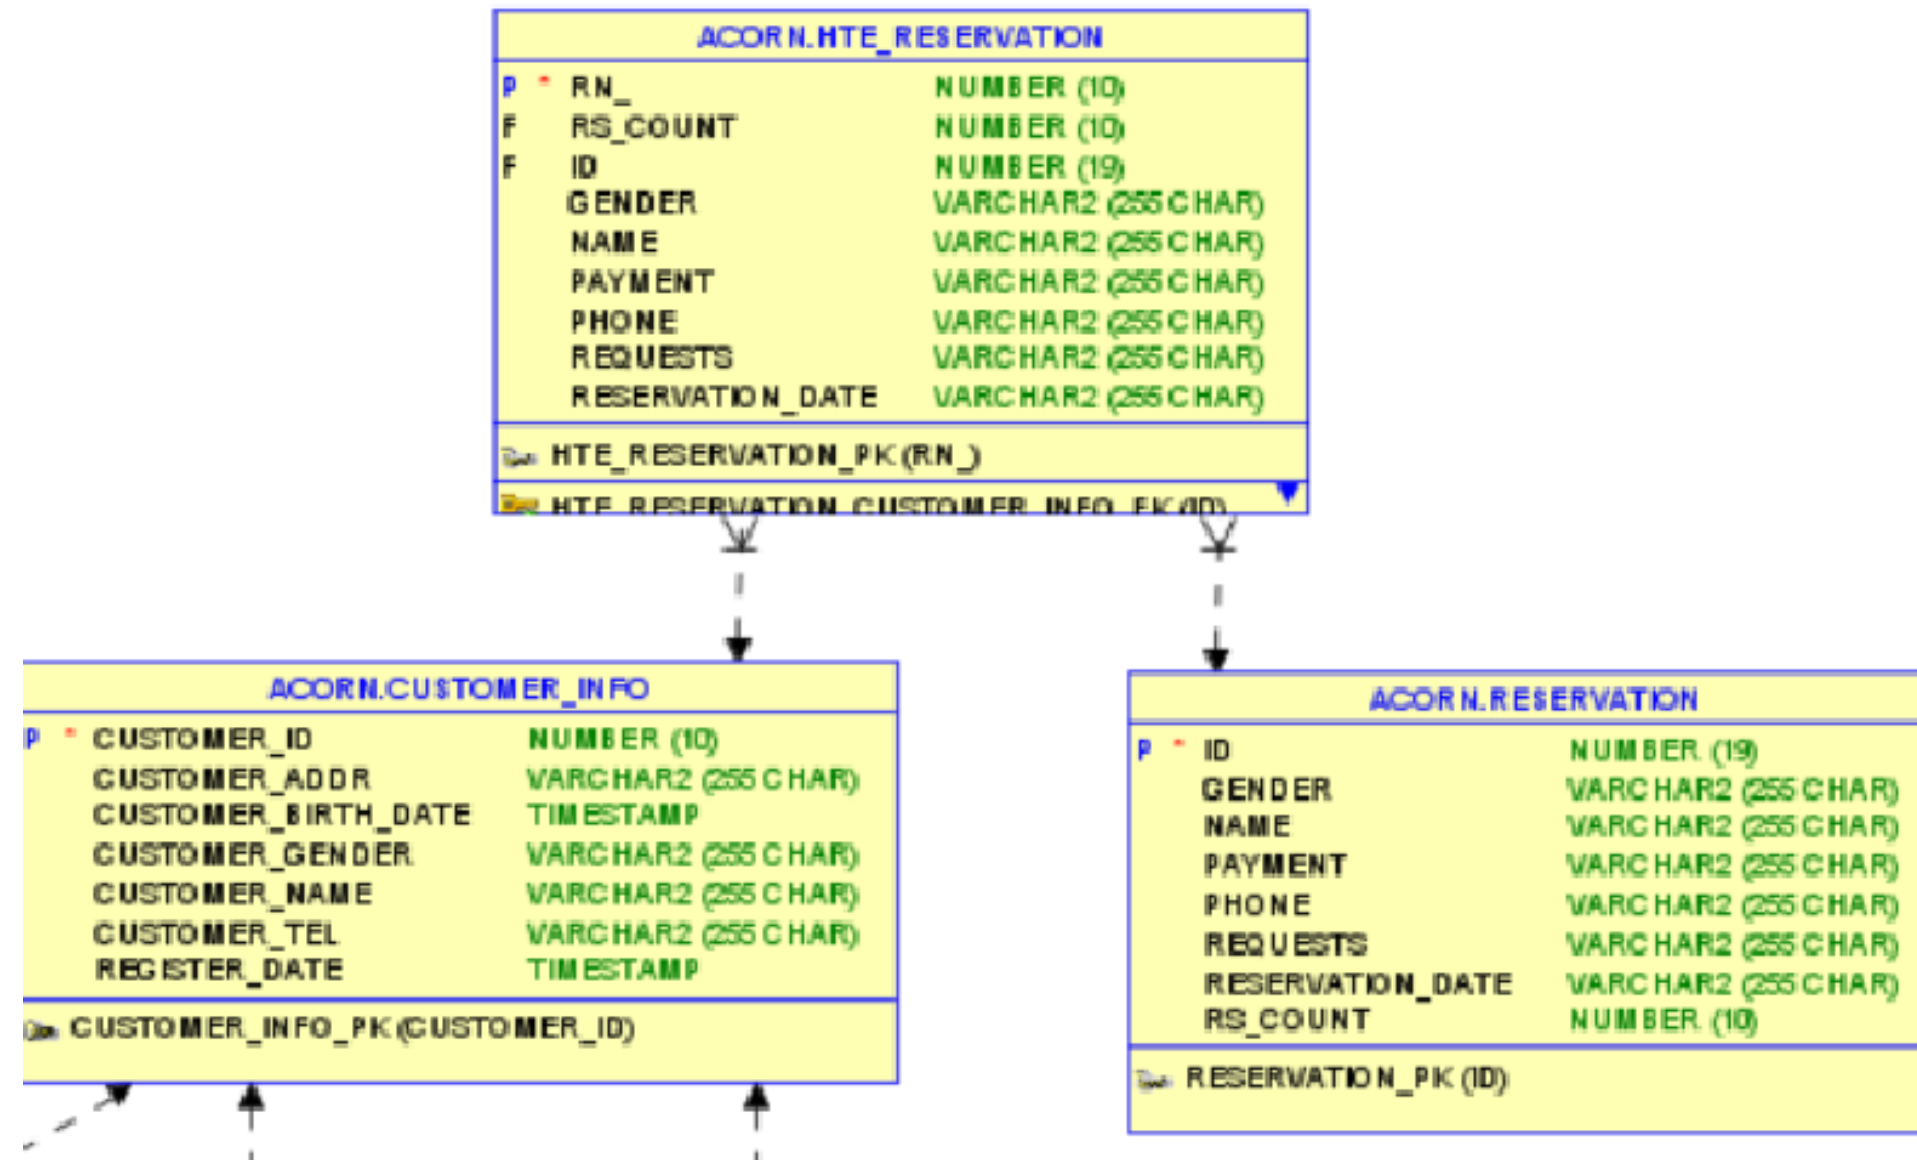 ACORN.HTE_RESERVATION
P * RN_ NUMBER (10)
F RS_COUNT NUMBER (10)
F ID NUMBER (19)
GENDER VARCHAR2 (255 CHAR)
NAME VARCHAR2 (255 CHAR)
PAYMENT VARCHAR2 (255 CHAR)
PHONE VARCHAR2 (255 CHAR)
REQUESTS VARCHAR2 (255 CHAR)
RESERVATION_DATE VARCHAR2 (255 CHAR)
HTE_RESERVATION_PK (RN_)
HTE_RESERVATION_CUSTOMER_INFO_FK (ID)
ACORN.CUSTOMER_INFO
P * CUSTOMER_ID NUMBER (10)
CUSTOMER_ADDR VARCHAR2 (255 CHAR)
CUSTOMER_BIRTH_DATE TIMESTAMP
CUSTOMER_GENDER VARCHAR2 (255 CHAR)
CUSTOMER_NAME VARCHAR2 (255 CHAR)
CUSTOMER_TEL VARCHAR2 (255 CHAR)
REGISTER_DATE TIMESTAMP
CUSTOMER_INFO_PK (CUSTOMER_ID)
ACORN.RESERVATION
P * ID NUMBER (19)
GENDER VARCHAR2 (255 CHAR)
NAME VARCHAR2 (255 CHAR)
PAYMENT VARCHAR2 (255 CHAR)
PHONE VARCHAR2 (255 CHAR)
REQUESTS VARCHAR2 (255 CHAR)
RESERVATION_DATE VARCHAR2 (255 CHAR)
RS_COUNT NUMBER (10)
RESERVATION_PK (ID)